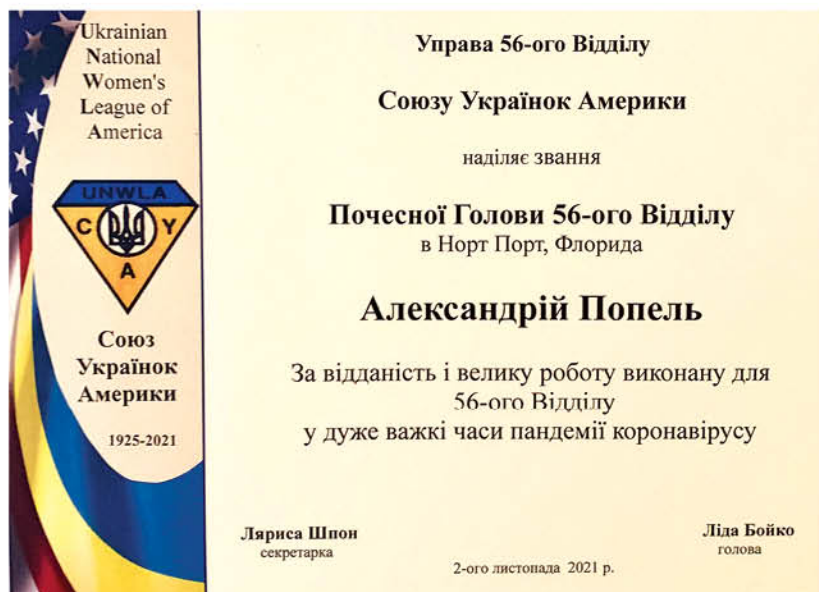 Ukrainian
National
Women's
League of
America
UNWLA
С У
А
Союз
Українок
Америки
1925-2021
Управа 56-ого Відділу
Союзу Українок Америки
наділяє звання
Почесної Голови 56-ого Відділу
в Норт Порт, Флорида
Александрій Попель
За відданість і велику роботу виконану для
56-ого Відділу
у дуже важкі часи пандемії коронавірусу
Ляриса Шпон
секретарка
Ліда Бойко
голова
2-ого листопада 2021 р.